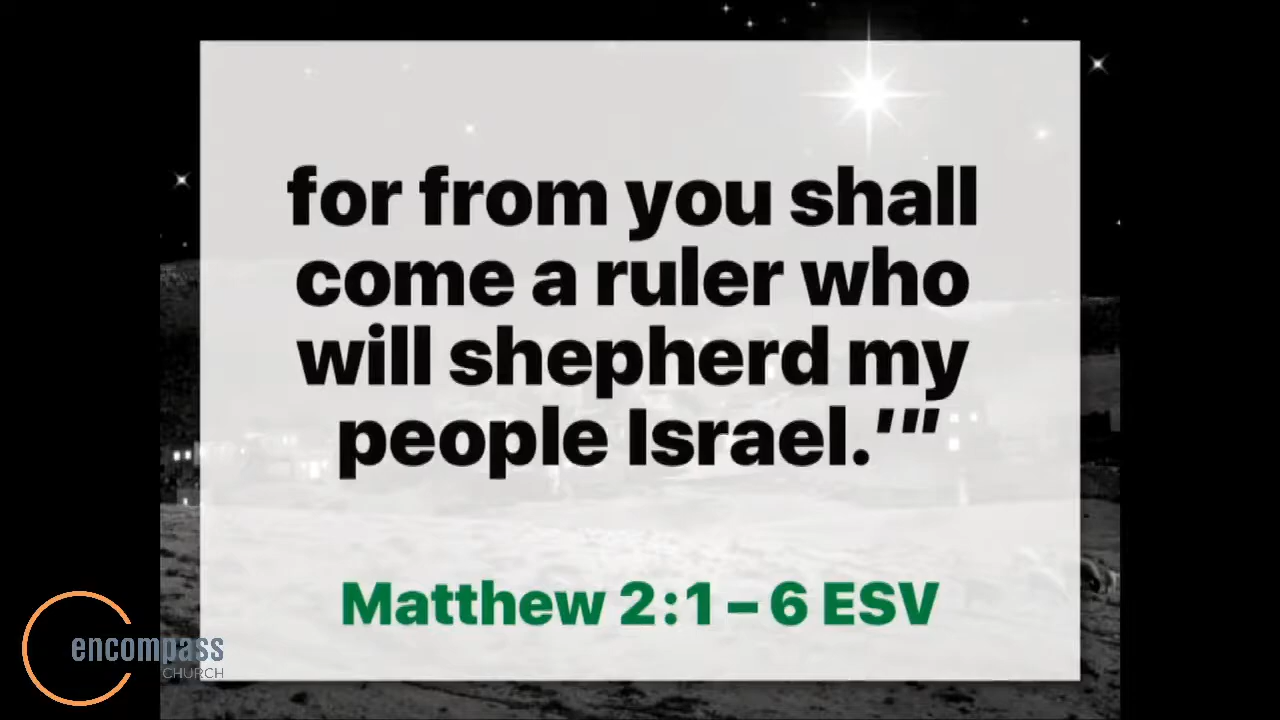 for from you shall
come a ruler who
will shepherd my
people Israel.’”
Matthew 2:1–6 ESV
encompass
CHURCH